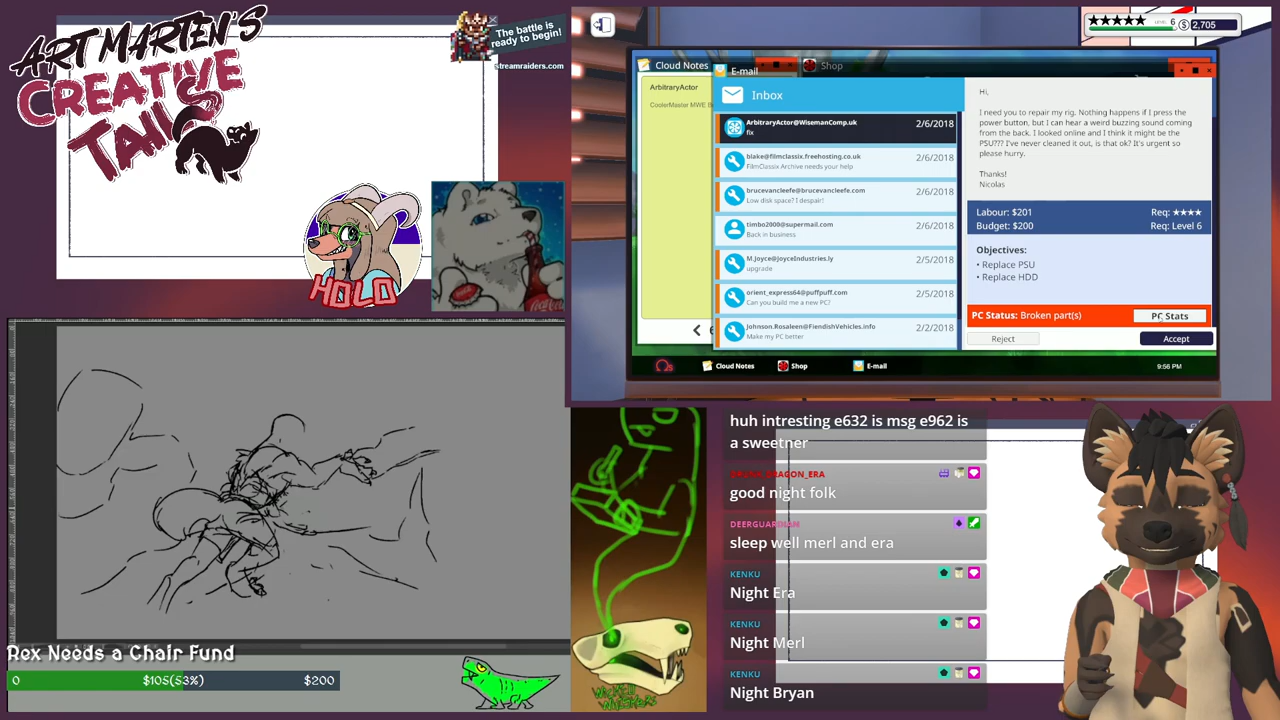 ART MARTEN'S
CREATIVE
TAILS
The battle is
ready to begin!
streamraiders.com
HOLO
Rex Needs a Chair Fund
0
$105(53%)
$200
LEVEL 6
$ 2,705
Cloud Notes
E-mail
Shop
ArbitraryActor
CoolerMaster MWE
Inbox
ArbitraryActor@WisemanComp.uk
fix
2/6/2018
blake@filmclassix.freehosting.co.uk
FilmClassix Archive needs your help
2/6/2018
brucevancleefe@brucevancleefe.com
Low disk space? I despair!
2/6/2018
timbo2000@supermail.com
Back in business
2/6/2018
M.Joyce@JoyceIndustries.ly
upgrade
2/5/2018
orient_express64@puffpuff.com
Can you build me a new PC?
2/5/2018
Johnson.Rosaleen@FiendishVehicles.info
Make my PC better
2/2/2018
Hi,
I need you to repair my rig. Nothing happens if I press the
power button, but I can hear a weird buzzing sound coming
from the back. I looked online and I think it might be the
PSU??? I've never cleaned it out, is that ok? It's urgent so
please hurry.
Thanks!
Nicolas
Labour: $201
Req: ★★★★
Budget: $200
Req: Level 6
Objectives:
• Replace PSU
• Replace HDD
PC Status: Broken part(s)
PC Stats
Reject
Accept
Cloud Notes
Shop
E-mail
9:56 PM
huh intresting e632 is msg e962 is
a sweetner
good night folk
DEERGUARDIAN
sleep well merl and era
KENKU
Night Era
KENKU
Night Merl
KENKU
Night Bryan